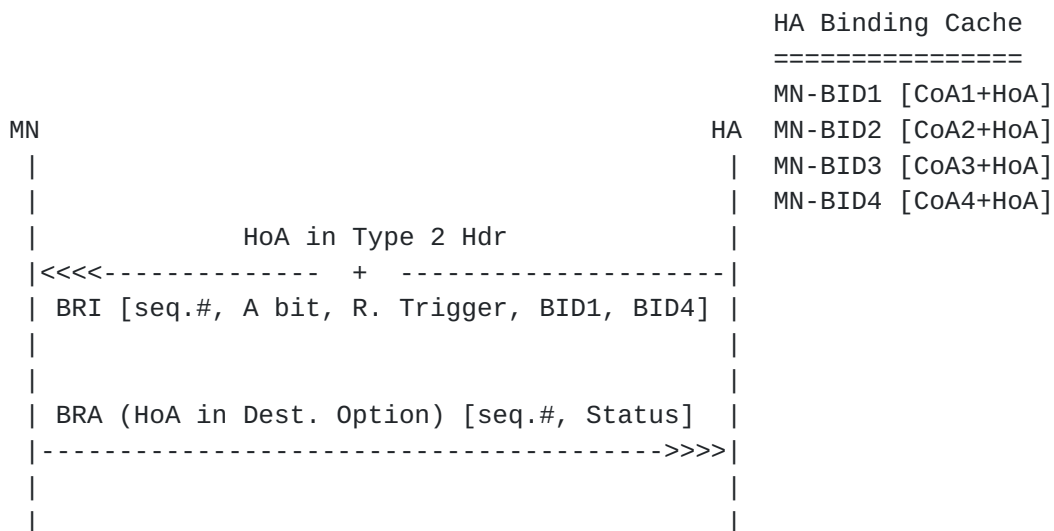 HA Binding Cache
================
MN-BID1 [CoA1+HoA]
MN HA MN-BID2 [CoA2+HoA]
| | MN-BID3 [CoA3+HoA]
| | MN-BID4 [CoA4+HoA]
| HoA in Type 2 Hdr |
|<<<<-------------- + ---------------------|
| BRI [seq.#, A bit, R. Trigger, BID1, BID4] |
| |
| |
| BRA (HoA in Dest. Option) [seq.#, Status] |
|---------------------------------------->>>>|
| |
| |